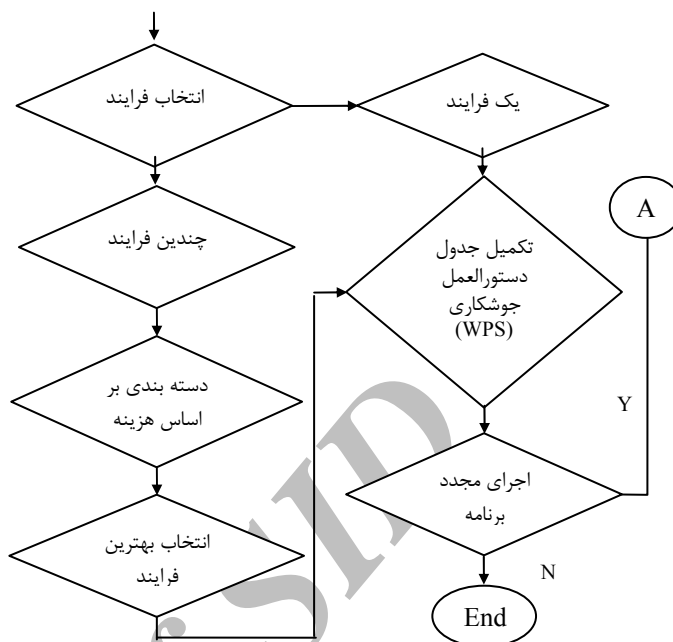 انتخاب فرایند
یک فرایند
چندین فرایند
تکمیل جدول
دستورالعمل
جوشکاری
(WPS)
A
دسته بندی بر
اساس هزینه
Y
اجرای مجدد
برنامه
انتخاب بهترین
فرایند
N
End
SID